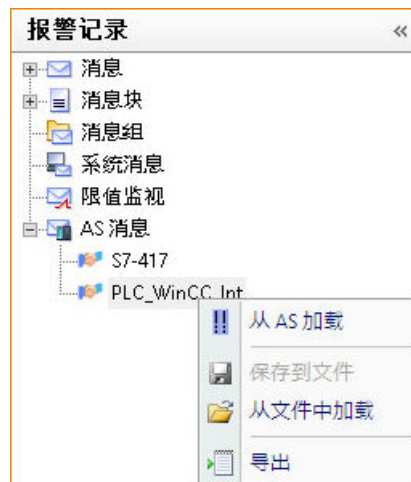 报警记录 «
消息
消息块
消息组
系统消息
限值监视
AS 消息
S7-417
PLC_WinCC_Int
从 AS 加载
保存到文件
从文件中加载
导出